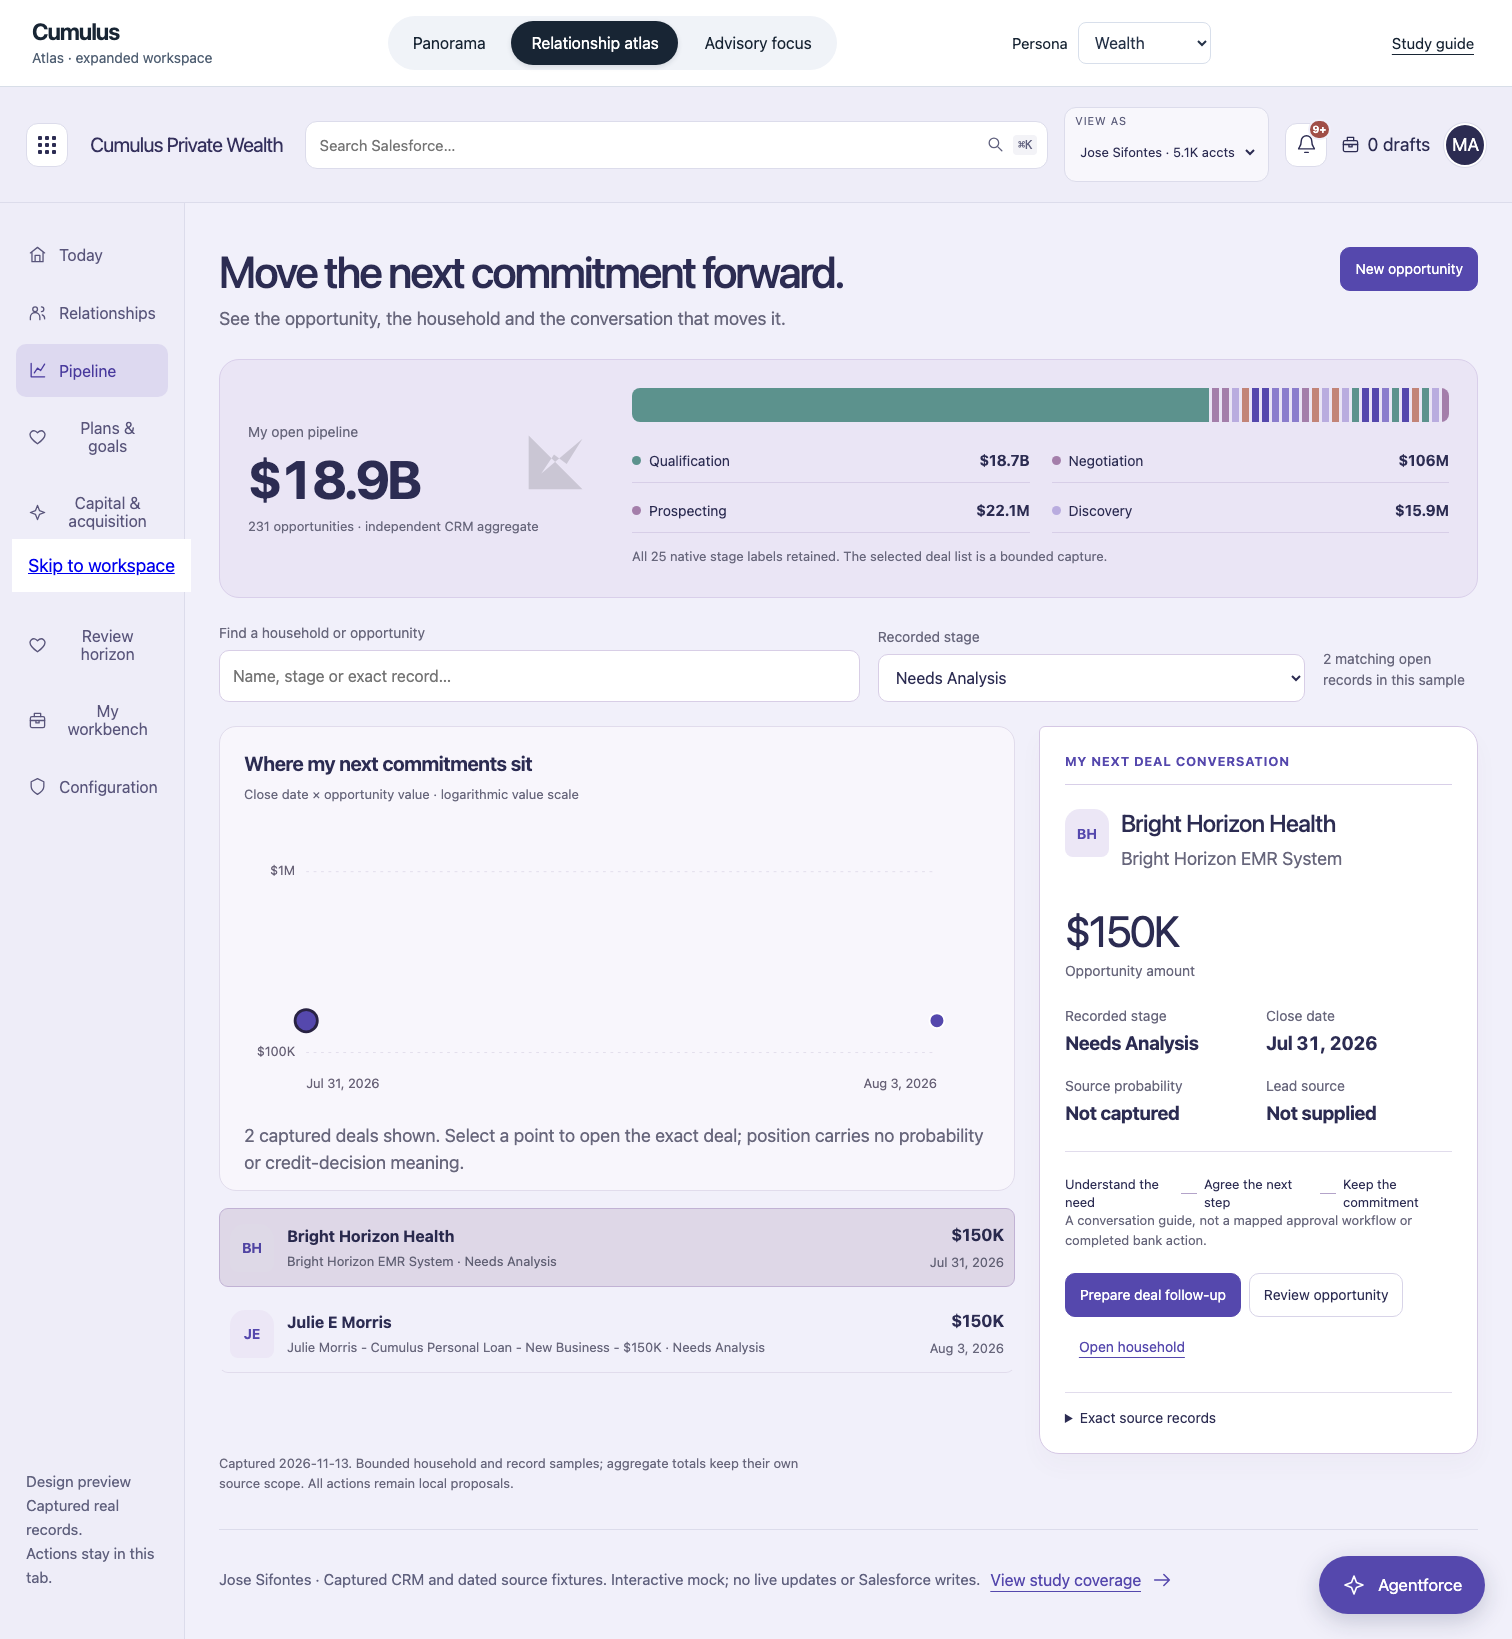 Cumulus
Atlas · expanded workspace
Panorama
Relationship atlas
Advisory focus
Persona
Wealth
Study guide
Cumulus Private Wealth
Search Salesforce...
⌘K
VIEW AS
Jose Sifontes · 5.1K accts
9+
0 drafts
MA
Today
Relationships
Pipeline
Plans &
goals
Capital &
acquisition
Skip to workspace
Review
horizon
My
workbench
Configuration
Design preview
Captured real
records.
Actions stay in this
tab.
Move the next commitment forward.
See the opportunity, the household and the conversation that moves it.
New opportunity
My open pipeline
$18.9B
231 opportunities · independent CRM aggregate
Qualification
$18.7B
Negotiation
$106M
Prospecting
$22.1M
Discovery
$15.9M
All 25 native stage labels retained. The selected deal list is a bounded capture.
Find a household or opportunity
Name, stage or exact record...
Recorded stage
Needs Analysis
2 matching open
records in this sample
Where my next commitments sit
Close date × opportunity value · logarithmic value scale
$1M
$100K
Jul 31, 2026
Aug 3, 2026
2 captured deals shown. Select a point to open the exact deal; position carries no probability
or credit-decision meaning.
BH
Bright Horizon Health
Bright Horizon EMR System · Needs Analysis
$150K
Jul 31, 2026
JE
Julie E Morris
Julie Morris - Cumulus Personal Loan - New Business - $150K · Needs Analysis
$150K
Aug 3, 2026
MY NEXT DEAL CONVERSATION
BH
Bright Horizon Health
Bright Horizon EMR System
$150K
Opportunity amount
Recorded stage
Needs Analysis
Close date
Jul 31, 2026
Source probability
Not captured
Lead source
Not supplied
Understand the
need
Agree the next
step
Keep the
commitment
A conversation guide, not a mapped approval workflow or
completed bank action.
Prepare deal follow-up
Review opportunity
Open household
Exact source records
Captured 2026-11-13. Bounded household and record samples; aggregate totals keep their own
source scope. All actions remain local proposals.
Jose Sifontes · Captured CRM and dated source fixtures. Interactive mock; no live updates or Salesforce writes.
View study coverage
Agentforce